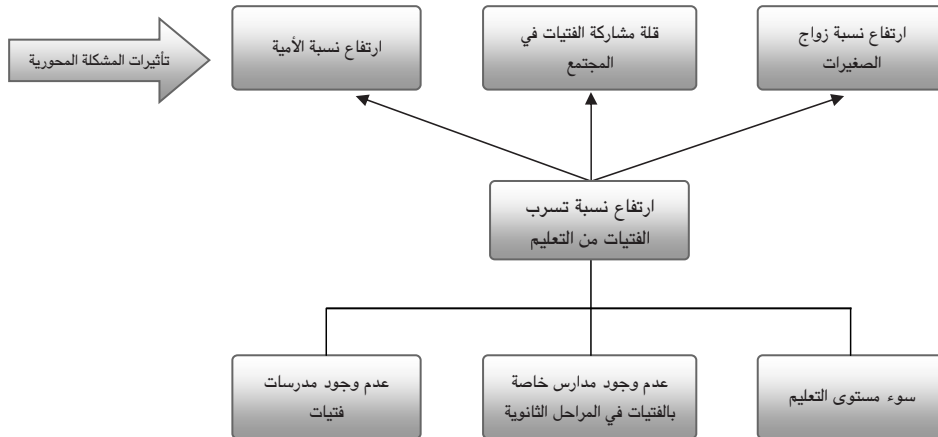 ارتفاع نسبة زواج
الصغيرات
قلة مشاركة الفتيات في
المجتمع
ارتفاع نسبة الأمية
تأثيرات المشكلة المحورية
ارتفاع نسبة تسرب
الفتيات من التعليم
سوء مستوى التعليم
عدم وجود مدارس خاصة
بالفتيات في المراحل الثانوية
عدم وجود مدرسات
فتيات